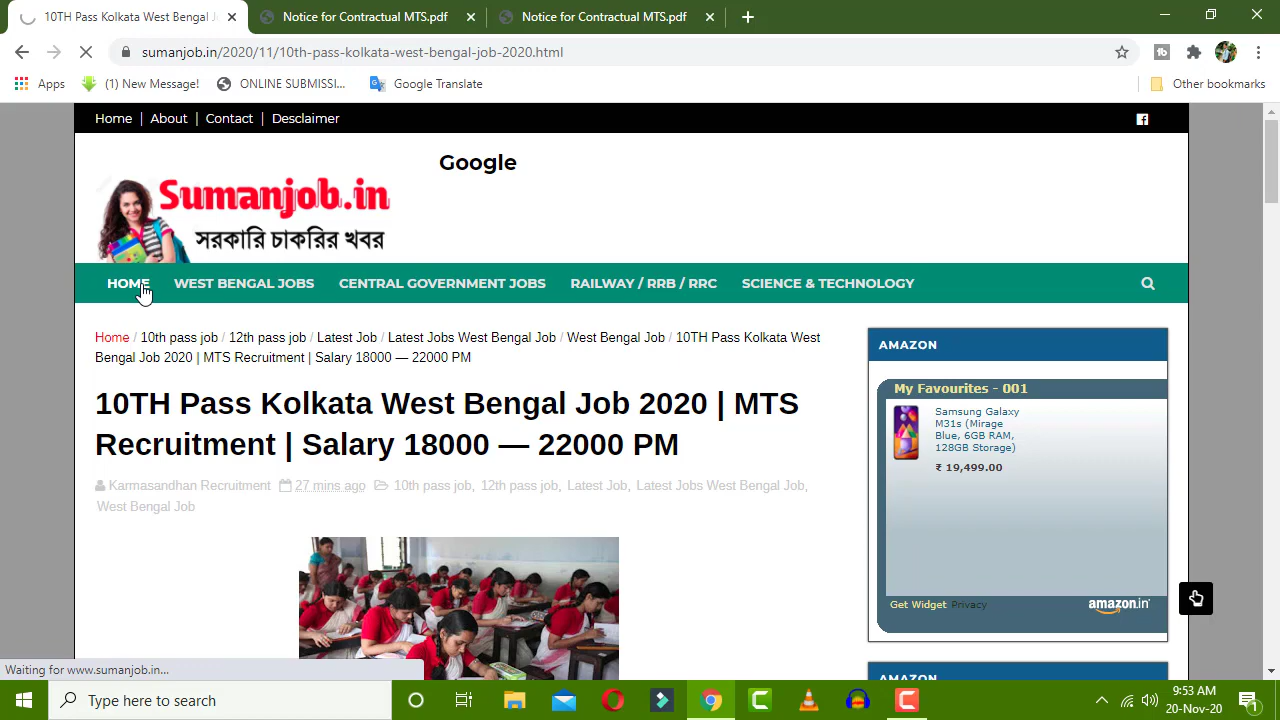 10TH Pass Kolkata West Bengal J
Notice for Contractual MTS.pdf
Notice for Contractual MTS.pdf
sumanjob.in/2020/11/10th-pass-kolkata-west-bengal-job-2020.html
Apps
(1) New Message!
ONLINE SUBMISSI...
Google Translate
Other bookmarks
Home | About | Contact | Desclaimer
Google
Sumanjob.in
সরকারি চাকরির খবর
HOME WEST BENGAL JOBS CENTRAL GOVERNMENT JOBS RAILWAY / RRB / RRC SCIENCE & TECHNOLOGY
Home / 10th pass job / 12th pass job / Latest Job / Latest Jobs West Bengal Job / West Bengal Job / 10TH Pass Kolkata West
Bengal Job 2020 | MTS Recruitment | Salary 18000 — 22000 PM
10TH Pass Kolkata West Bengal Job 2020 | MTS
Recruitment | Salary 18000 — 22000 PM
Karmasandhan Recruitment 27 mins ago 10th pass job, 12th pass job, Latest Job, Latest Jobs West Bengal Job,
West Bengal Job
AMAZON
My Favourites - 001
Samsung Galaxy
M31s (Mirage
Blue, 6GB RAM,
128GB Storage)
₹ 19,499.00
Get Widget Privacy
amazon.in
AMAZON
Waiting for www.sumanjob.in...
Type here to search
9:53 AM
20-Nov-20
1